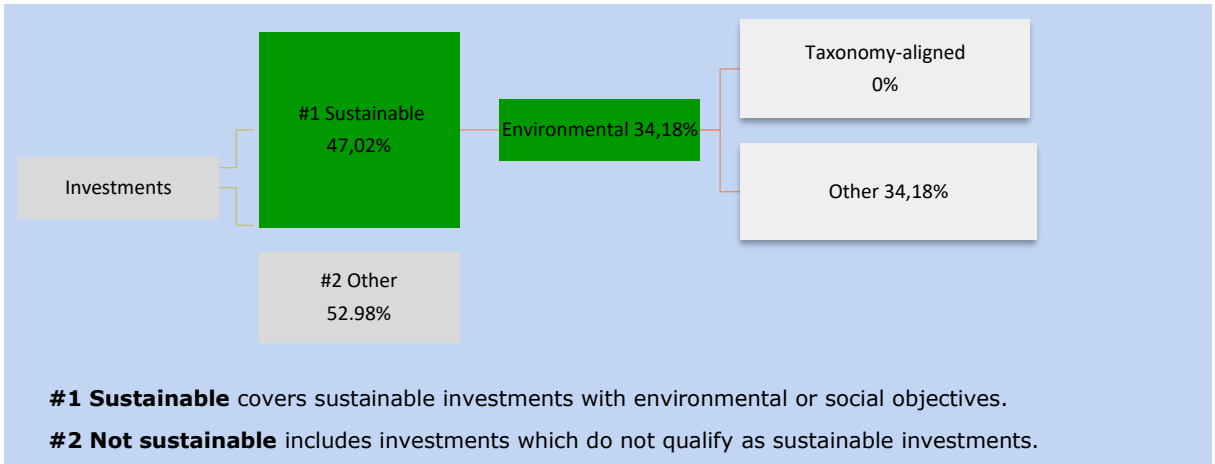 Investments
#1 Sustainable
47,02%
#2 Other
52.98%
Environmental 34,18%
Taxonomy-aligned
0%
Other 34,18%
#1 Sustainable covers sustainable investments with environmental or social objectives.
#2 Not sustainable includes investments which do not qualify as sustainable investments.